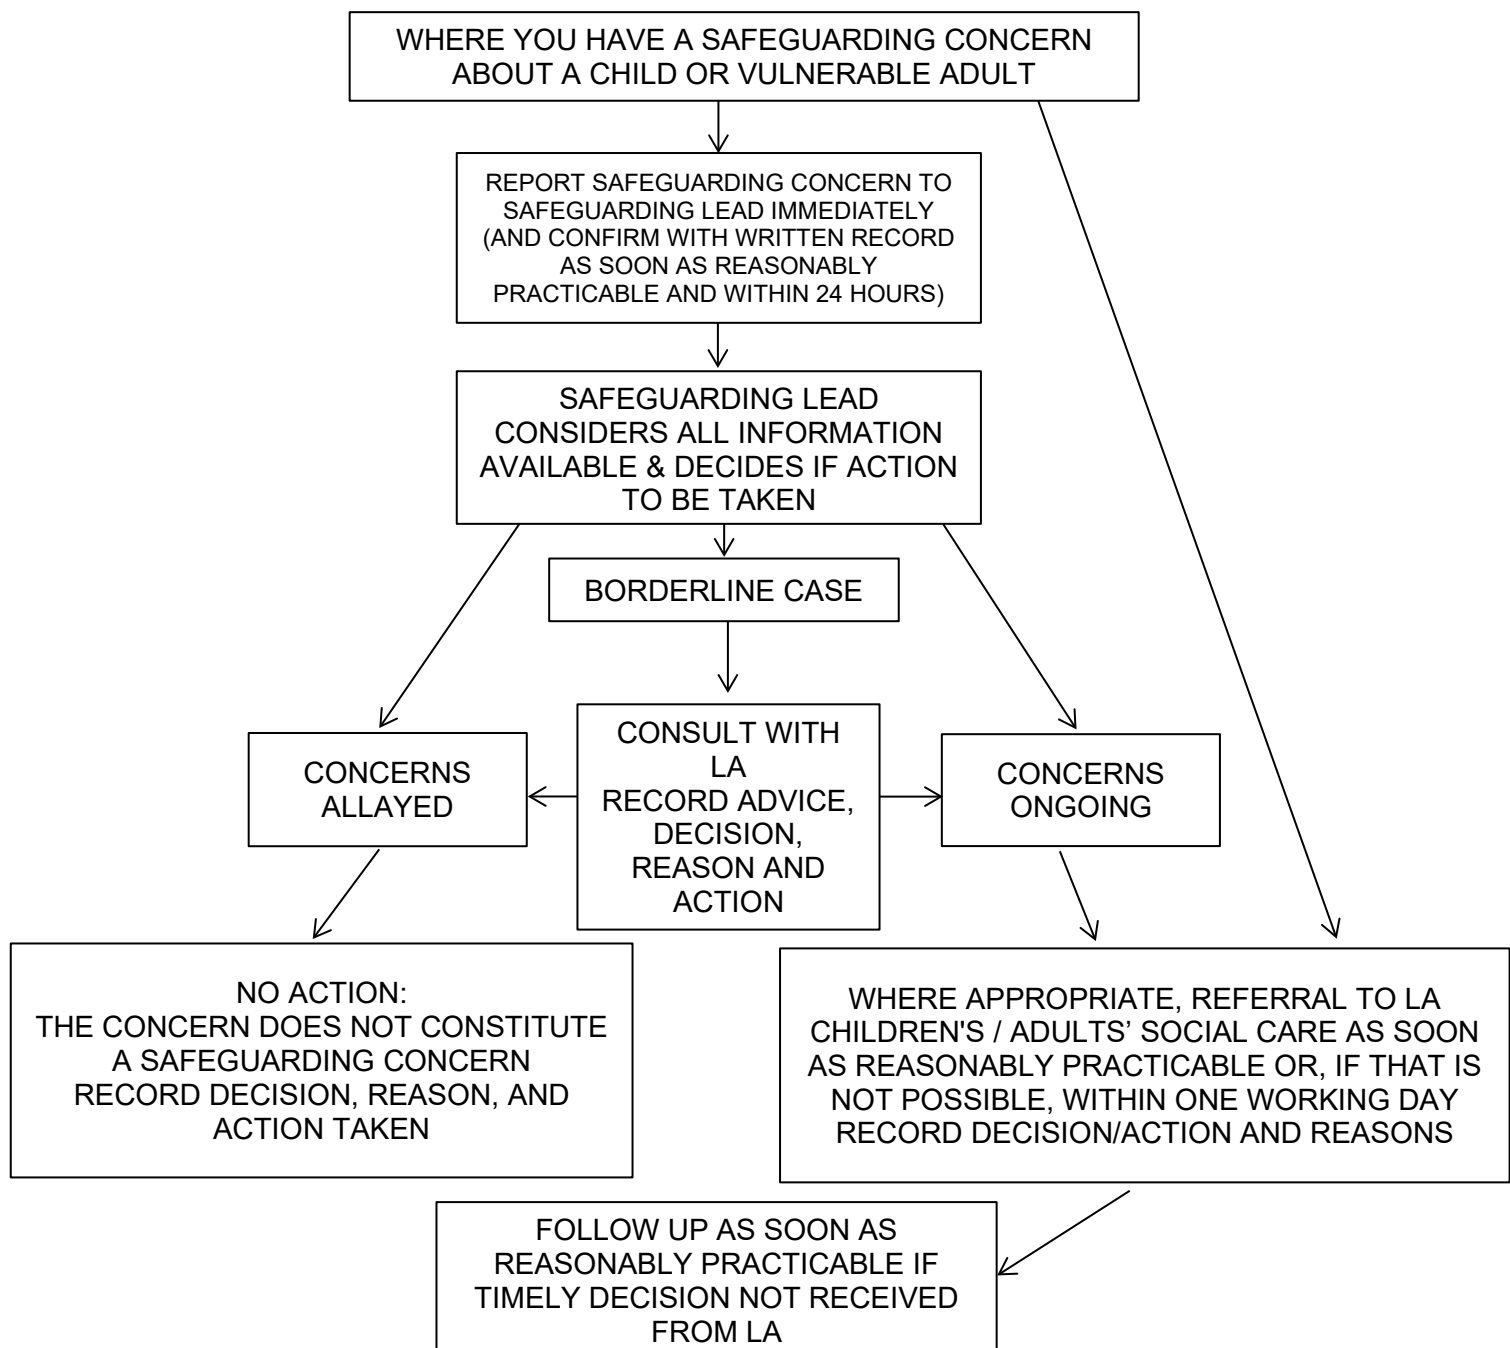 WHERE YOU HAVE A SAFEGUARDING CONCERN
ABOUT A CHILD OR VULNERABLE ADULT
REPORT SAFEGUARDING CONCERN TO
SAFEGUARDING LEAD IMMEDIATELY
(AND CONFIRM WITH WRITTEN RECORD
AS SOON AS REASONABLY
PRACTICABLE AND WITHIN 24 HOURS)
SAFEGUARDING LEAD
CONSIDERS ALL INFORMATION
AVAILABLE & DECIDES IF ACTION
TO BE TAKEN
BORDERLINE CASE
CONCERNS
ALLAYED
CONSULT WITH
LA
RECORD ADVICE,
DECISION,
REASON AND
ACTION
CONCERNS
ONGOING
NO ACTION:
THE CONCERN DOES NOT CONSTITUTE
A SAFEGUARDING CONCERN
RECORD DECISION, REASON, AND
ACTION TAKEN
WHERE APPROPRIATE, REFERRAL TO LA
CHILDREN'S / ADULTS’ SOCIAL CARE AS SOON
AS REASONABLY PRACTICABLE OR, IF THAT IS
NOT POSSIBLE, WITHIN ONE WORKING DAY
RECORD DECISION/ACTION AND REASONS
FOLLOW UP AS SOON AS
REASONABLY PRACTICABLE IF
TIMELY DECISION NOT RECEIVED
FROM LA